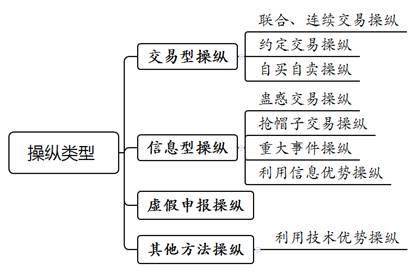 操纵类型
交易型操纵
联合、连续交易操纵
约定交易操纵
自买自卖操纵
信息型操纵
蛊惑交易操纵
抢帽子交易操纵
重大事件操纵
利用信息优势操纵
虚假申报操纵
其他方法操纵
利用技术优势操纵